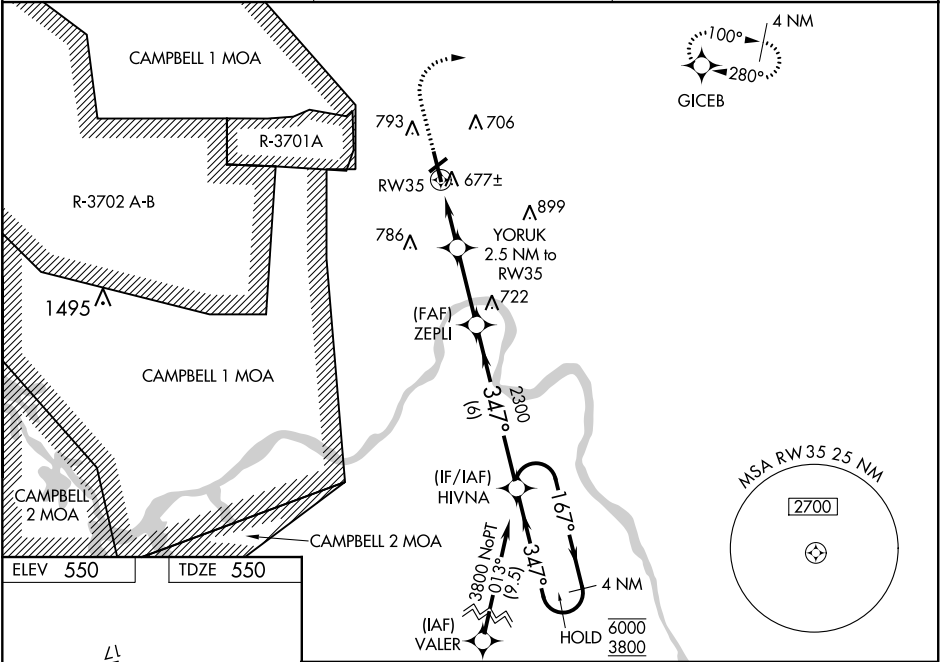 CAMPBELL 1 MOA
4 NM
100°
280°
GICEB
R-3701A
793
706
RW35
677±
R-3702 A-B
899
786
YORUK
2.5 NM to
RW35
1495
722
(FAF)
ZEPLI
CAMPBELL 1 MOA
2300
347°
(6)
(IF/IAF)
HIVNA
MSA RW35 25 NM
2700
CAMPBELL
2 MOA
167°
347°
CAMPBELL 2 MOA
3800 NoPT
013°
(9.5)
4 NM
ELEV 550
TDZE 550
(IAF)
VALER
HOLD
6000
3800
17